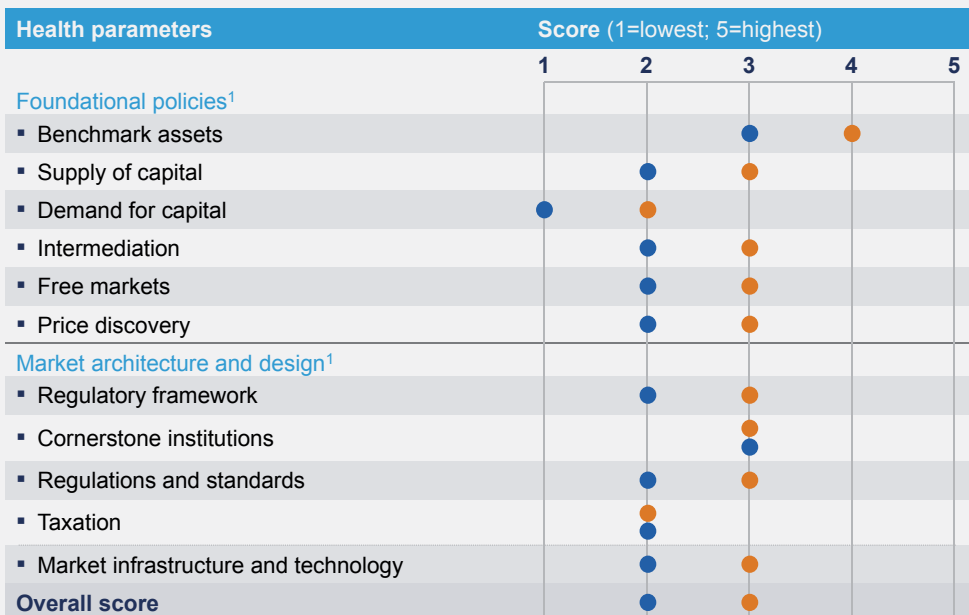 Health parameters Score (1=lowest; 5=highest)
1 2 3 4 5
Foundational policies¹
▪ Benchmark assets
▪ Supply of capital
▪ Demand for capital
▪ Intermediation
▪ Free markets
▪ Price discovery
Market architecture and design¹
▪ Regulatory framework
▪ Cornerstone institutions
▪ Regulations and standards
▪ Taxation
▪ Market infrastructure and technology
Overall score